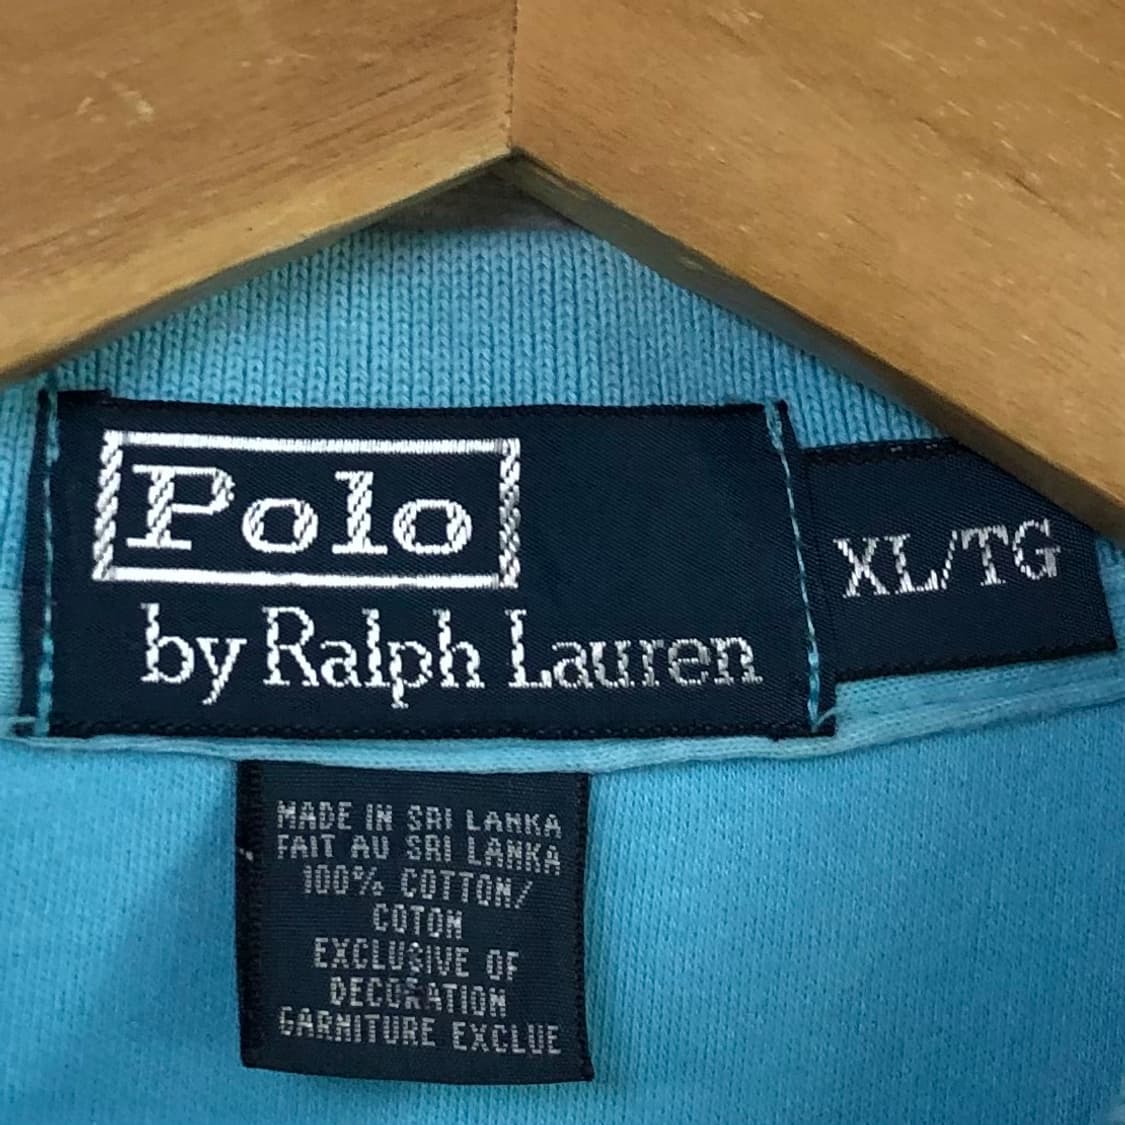 Polo
by Ralph Lauren
XL/TG
MADE IN SRI LANKA
FAIT AU SRI LANKA
100% COTTON/
COTON
EXCLUSIVE OF
DECORATION
GARNITURE EXCLUE